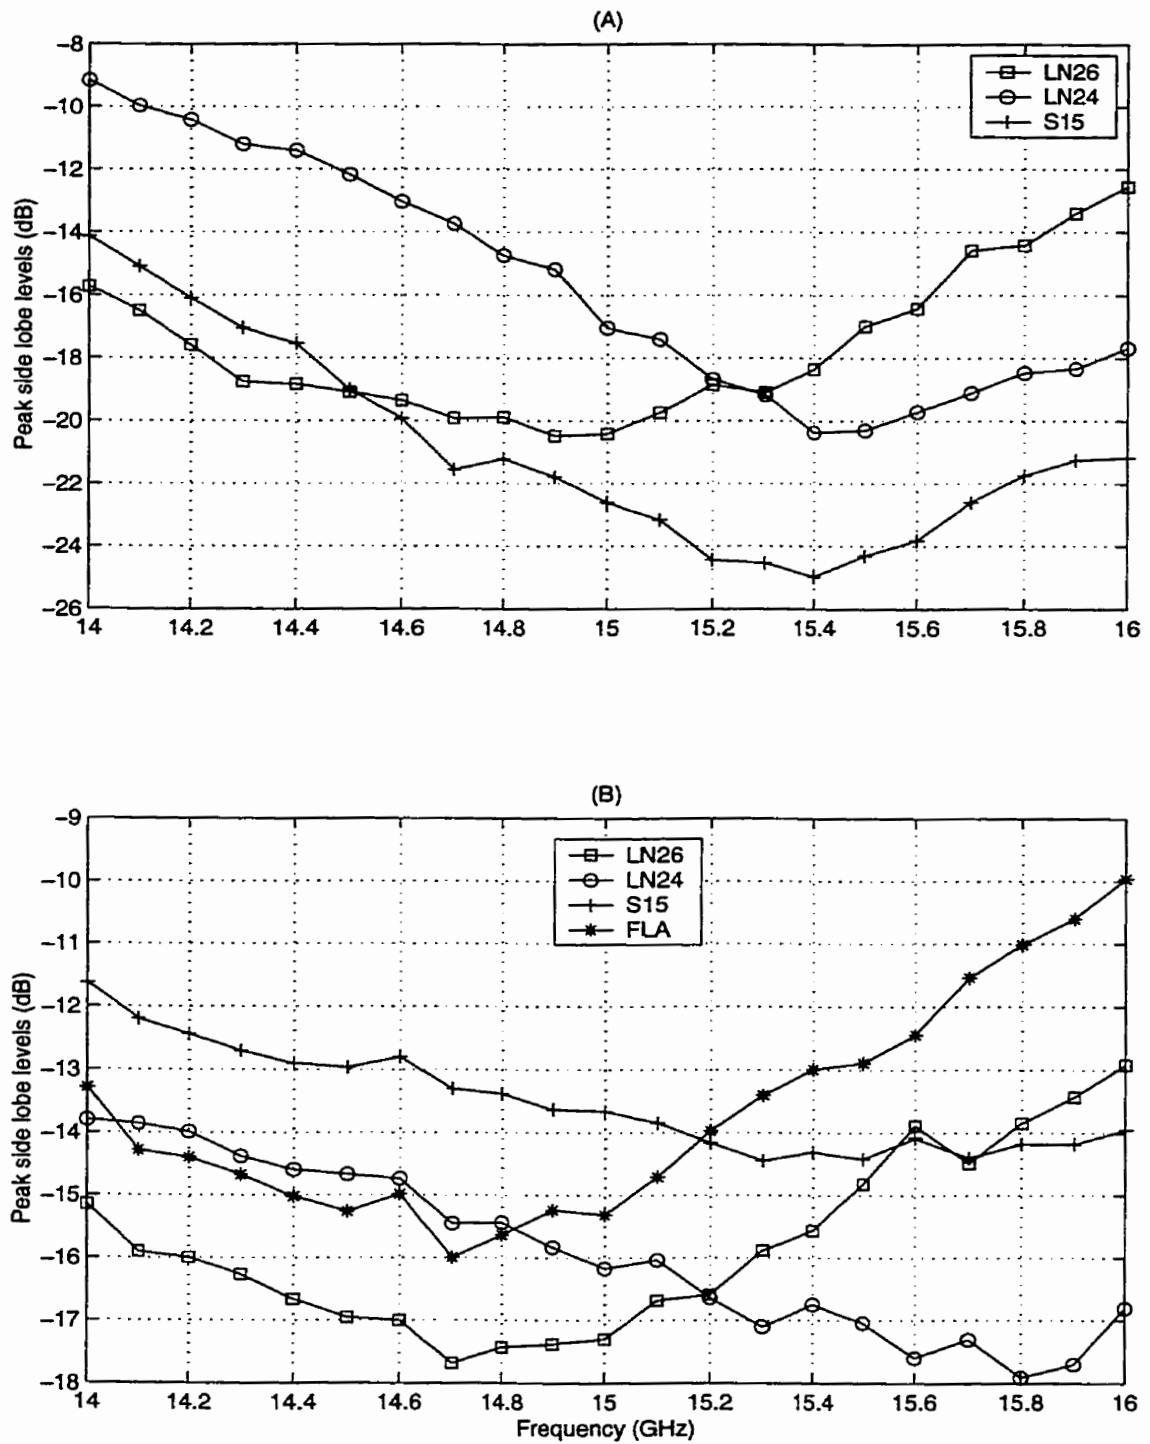 (A)
Peak side lobe levels (dB)
−8
−10
−12
−14
−16
−18
−20
−22
−24
−26
LN26
LN24
S15
14 14.2 14.4 14.6 14.8 15 15.2 15.4 15.6 15.8 16
(B)
Peak side lobe levels (dB)
−9
−10
−11
−12
−13
−14
−15
−16
−17
−18
LN26
LN24
S15
FLA
14 14.2 14.4 14.6 14.8 15 15.2 15.4 15.6 15.8 16
Frequency (GHz)